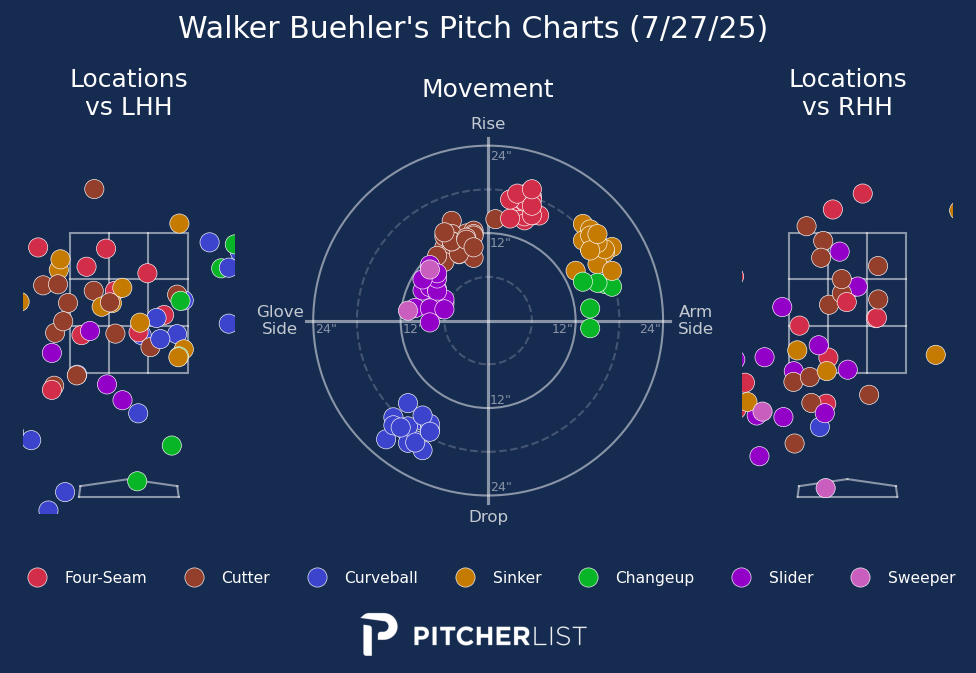 Walker Buehler's Pitch Charts (7/27/25)
Locations
vs LHH
Movement
Locations
vs RHH
Rise
24"
12"
Glove
Side
24"
12"
12"
24"
Arm
Side
12"
24"
Drop
Four-Seam
Cutter
Curveball
Sinker
Changeup
Slider
Sweeper
PITCHERLIST